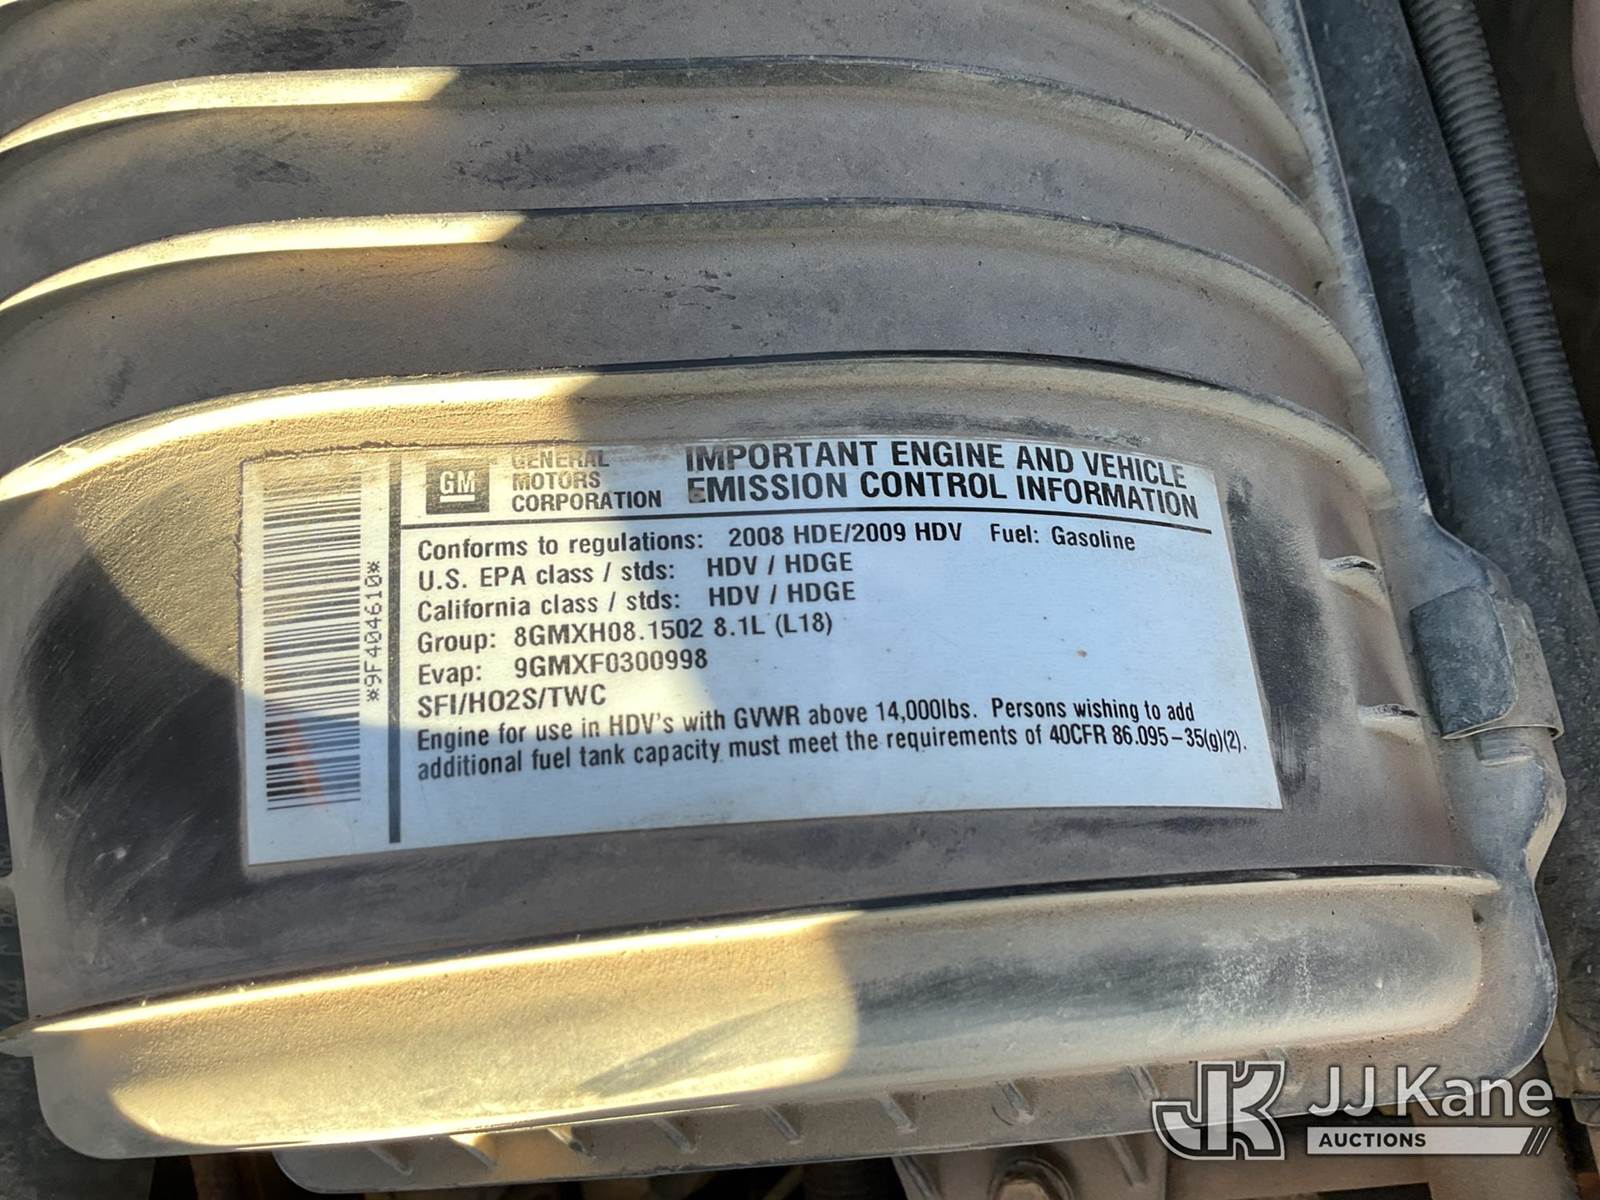 GM
GENERAL
MOTORS
CORPORATION
IMPORTANT ENGINE AND VEHICLE
EMISSION CONTROL INFORMATION
Conforms to regulations: 2008 HDE/2009 HDV Fuel: Gasoline
U.S. EPA class / stds: HDV / HDGE
California class / stds: HDV / HDGE
Group: 8GMXH08.1502 8.1L (L18)
Evap: 9GMXF0300998
SFI/HO2S/TWC
Engine for use in HDV's with GVWR above 14,000lbs. Persons wishing to add
additional fuel tank capacity must meet the requirements of 40CFR 86.095-35(g)(2).
*9F404610*
JK JJ Kane
AUCTIONS